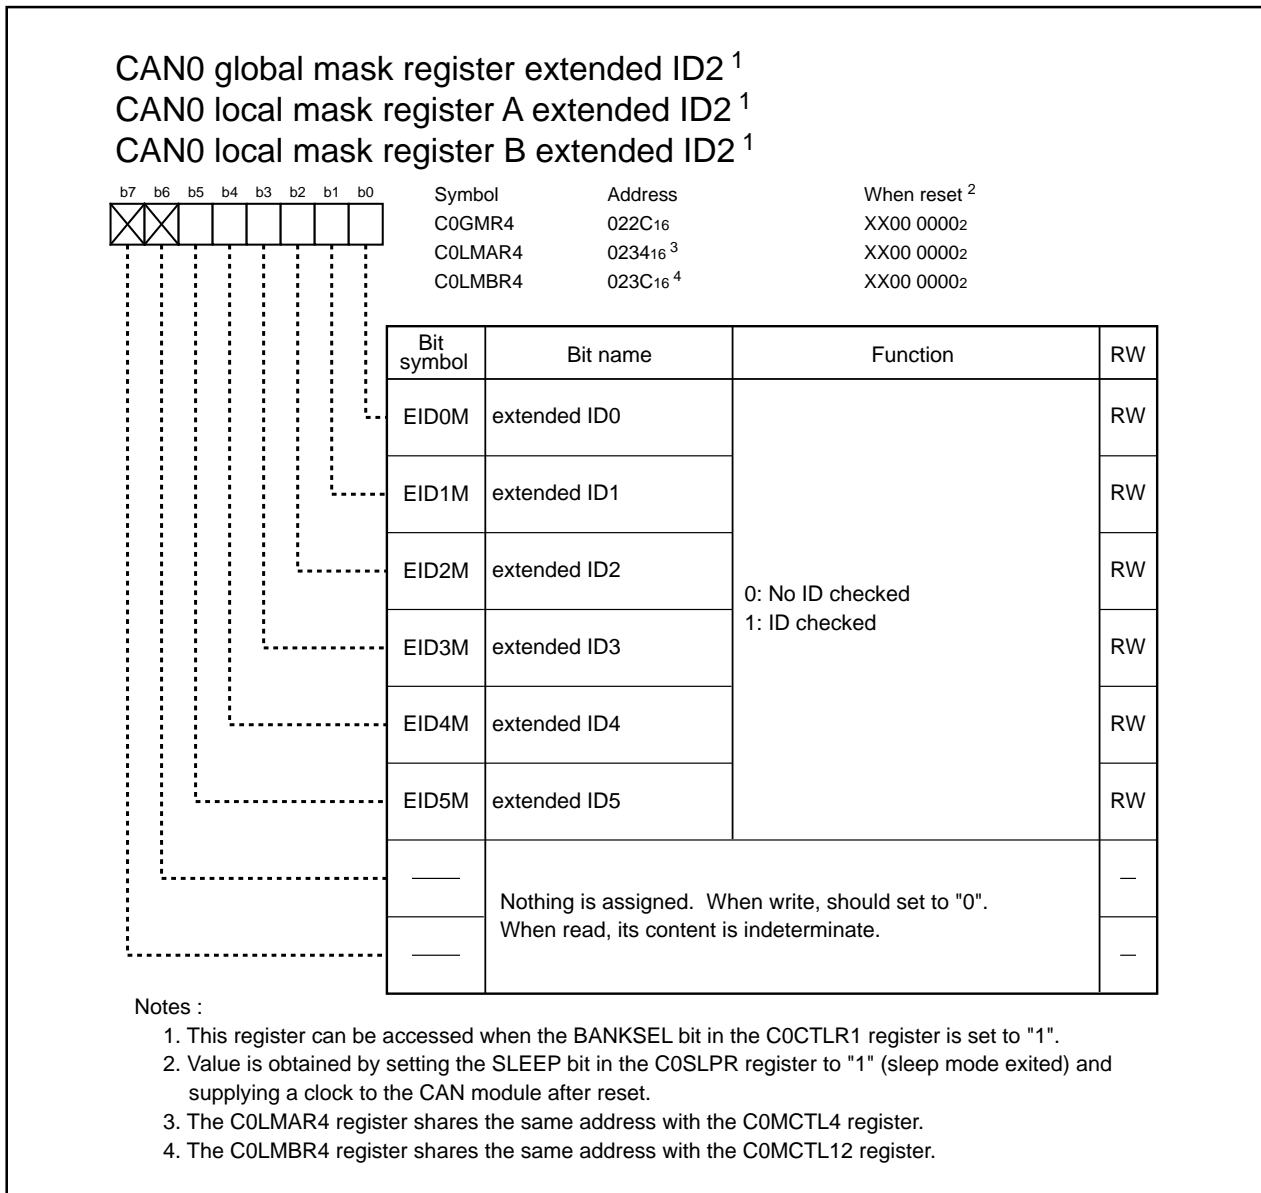 CAN0 global mask register extended ID2 1
CAN0 local mask register A extended ID2 1
CAN0 local mask register B extended ID2 1
b7 b6 b5 b4 b3 b2 b1 b0
Symbol Address When reset 2
C0GMR4 022C16 XX00 00002
C0LMAR4 023416 3 XX00 00002
C0LMBR4 023C16 4 XX00 00002
Bit symbol Bit name Function RW
EID0M extended ID0 RW
EID1M extended ID1 RW
EID2M extended ID2 RW
0: No ID checked
1: ID checked
EID3M extended ID3 RW
EID4M extended ID4 RW
EID5M extended ID5 RW
— —
Nothing is assigned. When write, should set to "0".
When read, its content is indeterminate.
— —
Notes :
1. This register can be accessed when the BANKSEL bit in the C0CTLR1 register is set to "1".
2. Value is obtained by setting the SLEEP bit in the C0SLPR register to "1" (sleep mode exited) and
supplying a clock to the CAN module after reset.
3. The C0LMAR4 register shares the same address with the C0MCTL4 register.
4. The C0LMBR4 register shares the same address with the C0MCTL12 register.